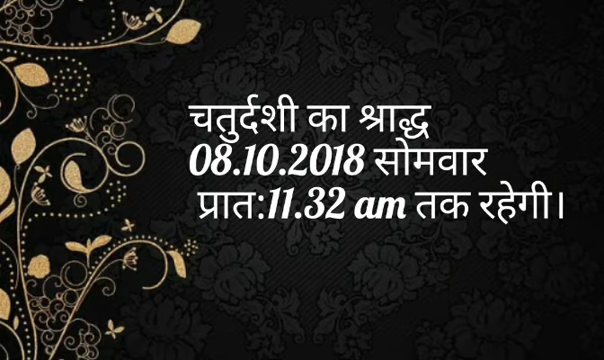 चतुर्दशी का श्राद्ध
08.10.2018 सोमवार
प्रात:11.32 am तक रहेगी।